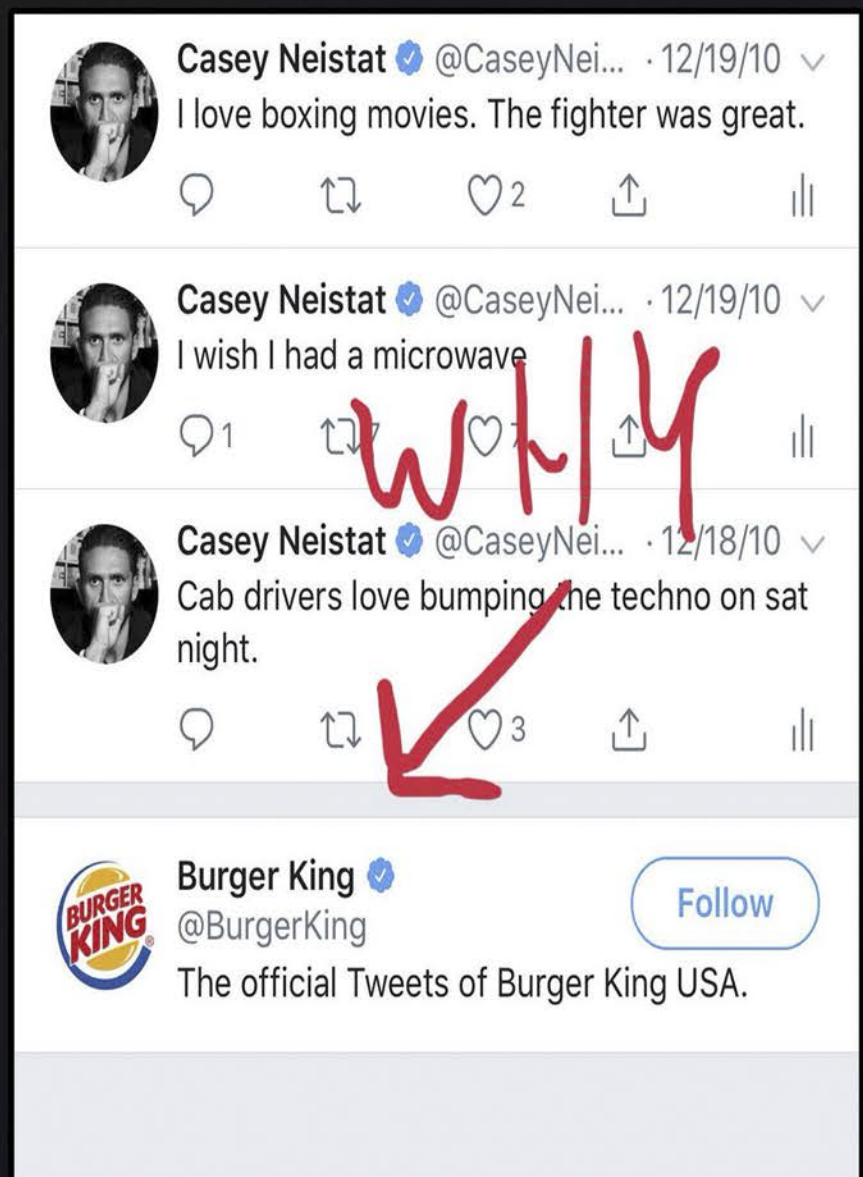 Casey Neistat @CaseyNei... · 12/19/10
I love boxing movies. The fighter was great.
2
Casey Neistat @CaseyNei... · 12/19/10
I wish I had a microwave
1
WHY
Casey Neistat @CaseyNei... · 12/18/10
Cab drivers love bumping the techno on sat
night.
3
Burger King
@BurgerKing
Follow
BURGER
KING®
The official Tweets of Burger King USA.